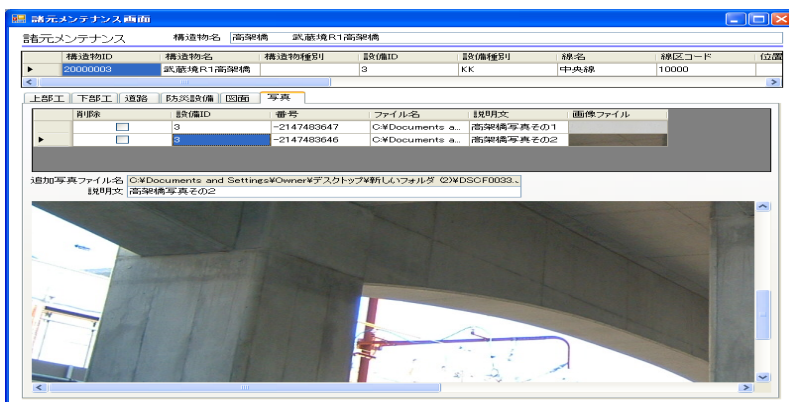 諸元メンテナンス画面
諸元メンテナンス 構造物名 高架橋 武蔵境R1高架橋
構造物ID 構造物名 構造物種別 設備ID 設備種別 線名 線区コード 位置
20000003 武蔵境R1高架橋 3 KK 中央線 10000
上部工 下部工 道路 防災設備 図面 写真
削除 設備ID 番号 ファイル名 説明文 画像ファイル
3 -2147483647 C:¥Documents a... 高架橋写真その1
3 -2147483646 C:¥Documents a... 高架橋写真その2
追加写真ファイル名 C:¥Documents and Settings¥Owner¥デスクトップ¥新しいフォルダ (2)¥DSCF0033.
説明文 高架橋写真その2